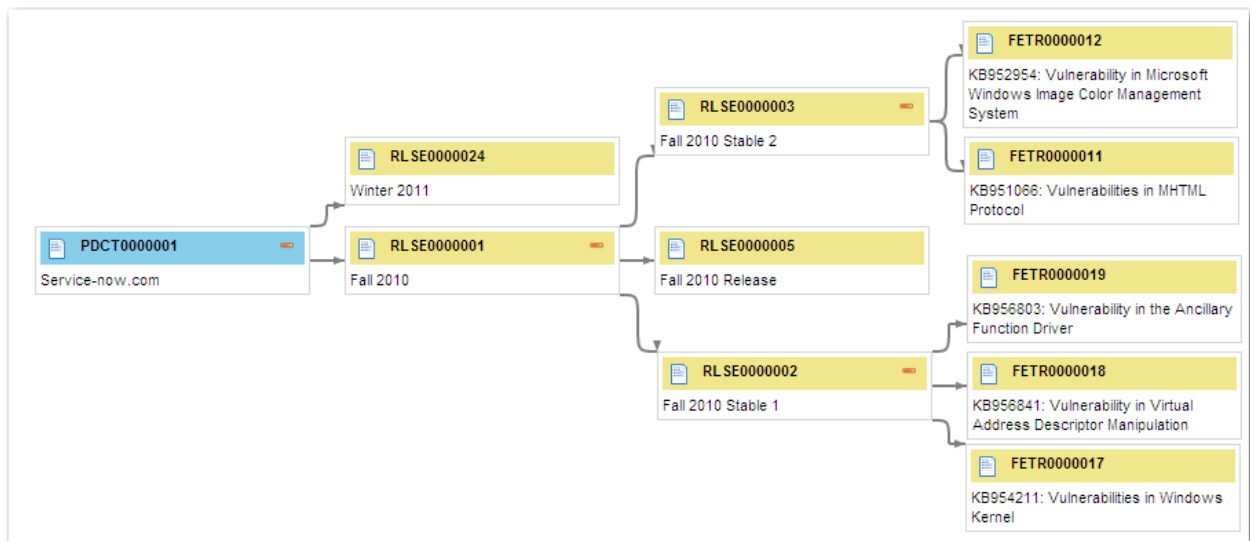 PDCT0000001
Service-now.com
RLSE0000024
Winter 2011
RLSE0000001
Fall 2010
RLSE0000003
Fall 2010 Stable 2
RLSE0000005
Fall 2010 Release
RLSE0000002
Fall 2010 Stable 1
FETR0000012
KB952954: Vulnerability in Microsoft
Windows Image Color Management
System
FETR0000011
KB951066: Vulnerabilities in MHTML
Protocol
FETR0000019
KB956803: Vulnerability in the Ancillary
Function Driver
FETR0000018
KB956841: Vulnerability in Virtual
Address Descriptor Manipulation
FETR0000017
KB954211: Vulnerabilities in Windows
Kernel